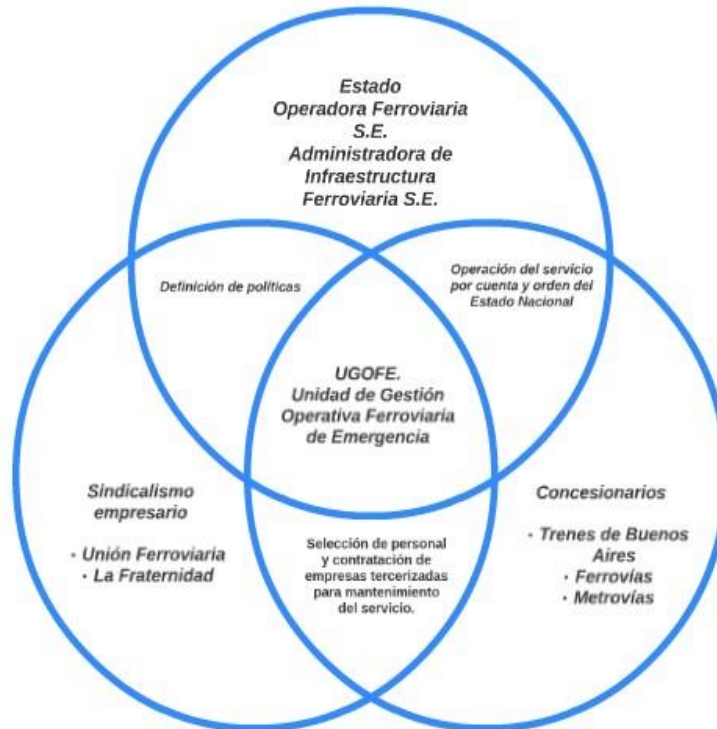 Estado
Operadora Ferroviaria
S.E.
Administradora de
Infraestructura
Ferroviaria S.E.
Definición de políticas
Operación del servicio
por cuenta y orden del
Estado Nacional
UGOFE.
Unidad de Gestión
Operativa Ferroviaria
de Emergencia
Sindicalismo
empresario
· Unión Ferroviaria
· La Fraternidad
Selección de personal
y contratación de
empresas tercerizadas
para mantenimiento
del servicio.
Concesionarios
· Trenes de Buenos
Aires
· Ferrovías
· Metrovías